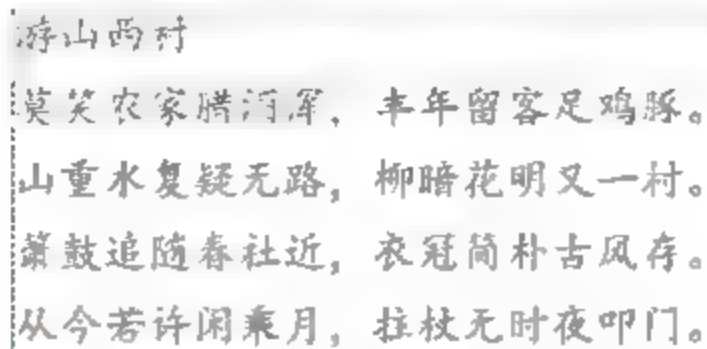 游山西村
莫笑农家腊酒浑，丰年留客足鸡豚。
山重水复疑无路，柳暗花明又一村。
箫鼓追随春社近，衣冠简朴古风存。
从今若许闲乘月，拄杖无时夜叩门。